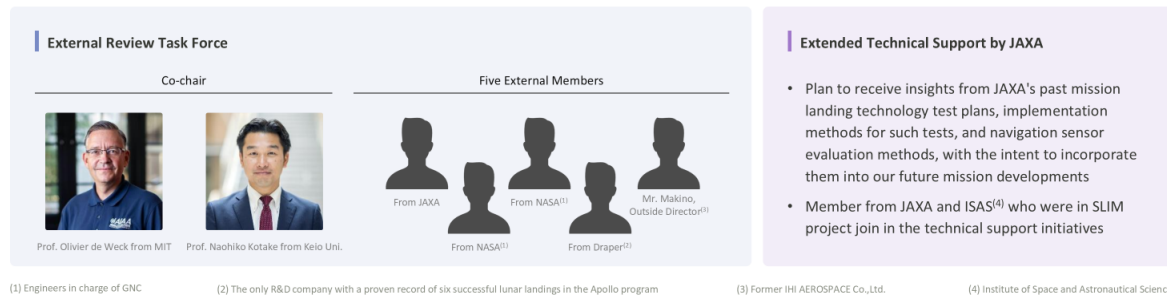 External Review Task Force
Co-chair
Five External Members
Prof. Olivier de Weck from MIT
Prof. Naohiko Kotake from Keio Uni.
From JAXA
From NASA(1)
From NASA(1)
From Draper(2)
Mr. Makino,
Outside Director(3)
Extended Technical Support by JAXA
• Plan to receive insights from JAXA's past mission
landing technology test plans, implementation
methods for such tests, and navigation sensor
evaluation methods, with the intent to incorporate
them into our future mission developments
• Member from JAXA and ISAS(4) who were in SLIM
project join in the technical support initiatives
(1) Engineers in charge of GNC
(2) The only R&D company with a proven record of six successful lunar landings in the Apollo program
(3) Former IHI AEROSPACE Co.,Ltd.
(4) Institute of Space and Astronautical Scienc